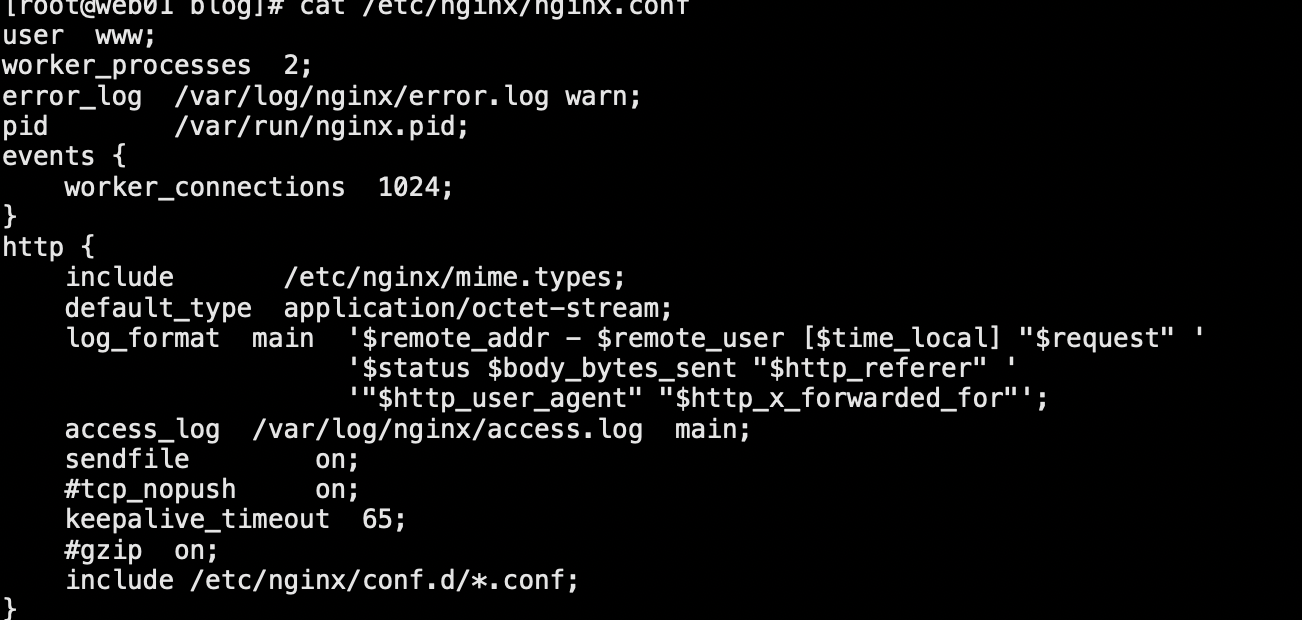 [root@web01 blog]# cat /etc/nginx/nginx.conf
user  www;
worker_processes  2;
error_log  /var/log/nginx/error.log warn;
pid        /var/run/nginx.pid;
events {
    worker_connections  1024;
}
http {
    include       /etc/nginx/mime.types;
    default_type  application/octet-stream;
    log_format  main  '$remote_addr - $remote_user [$time_local] "$request" '
                      '$status $body_bytes_sent "$http_referer" '
                      '"$http_user_agent" "$http_x_forwarded_for"';
    access_log  /var/log/nginx/access.log  main;
    sendfile        on;
    #tcp_nopush     on;
    keepalive_timeout  65;
    #gzip  on;
    include /etc/nginx/conf.d/*.conf;
}